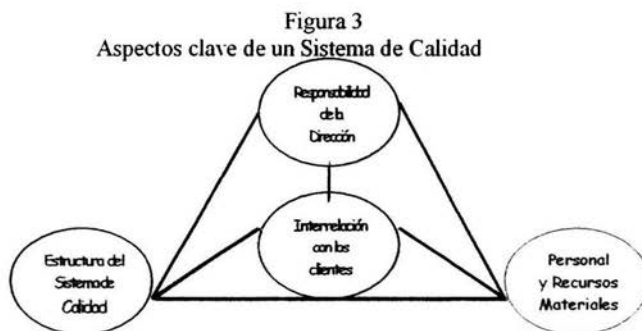 Figura 3
Aspectos clave de un Sistema de Calidad
Responsabilidad
de la
Dirección
Interrelación
con los
clientes
Estructura del
Sistema de
Calidad
Personal
y Recursos
Materiales